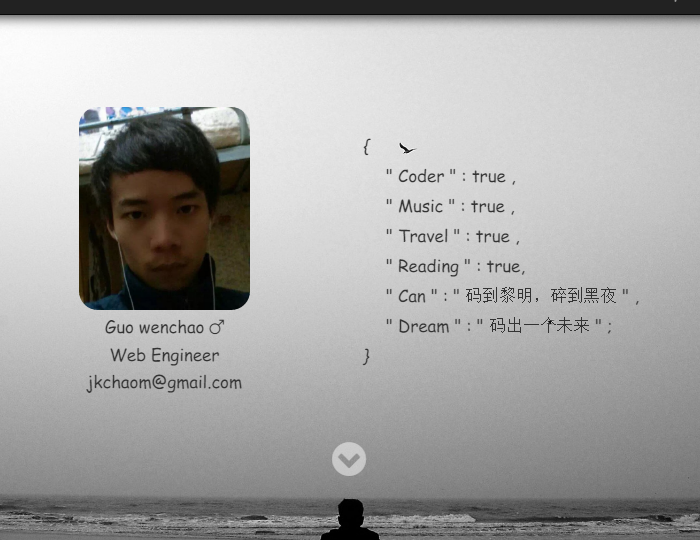 Guo wenchao ♂
Web Engineer
jkchaom@gmail.com
{
" Coder " : true ,
" Music " : true ,
" Travel " : true ,
" Reading " : true,
" Can " : " 码到黎明，碎到黑夜 " ,
" Dream " : " 码出一个未来 " ;
}